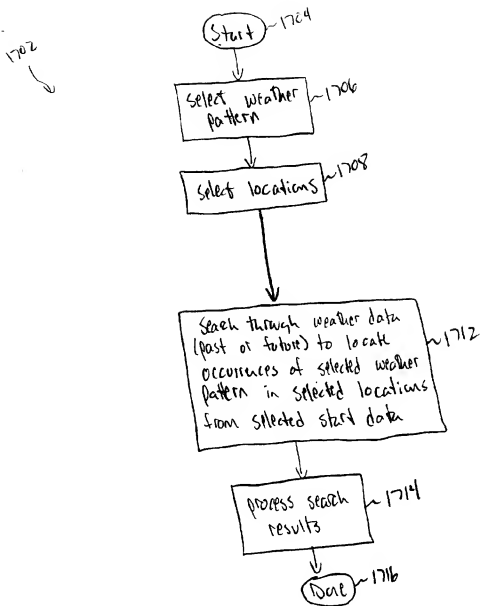 1702
Start
1704
select weather
pattern
1706
select locations
1708
search through weather data
(past or future) to locate
occurrences of selected weather
pattern in selected locations
from selected start data
1712
process search
results
1714
Done
1716